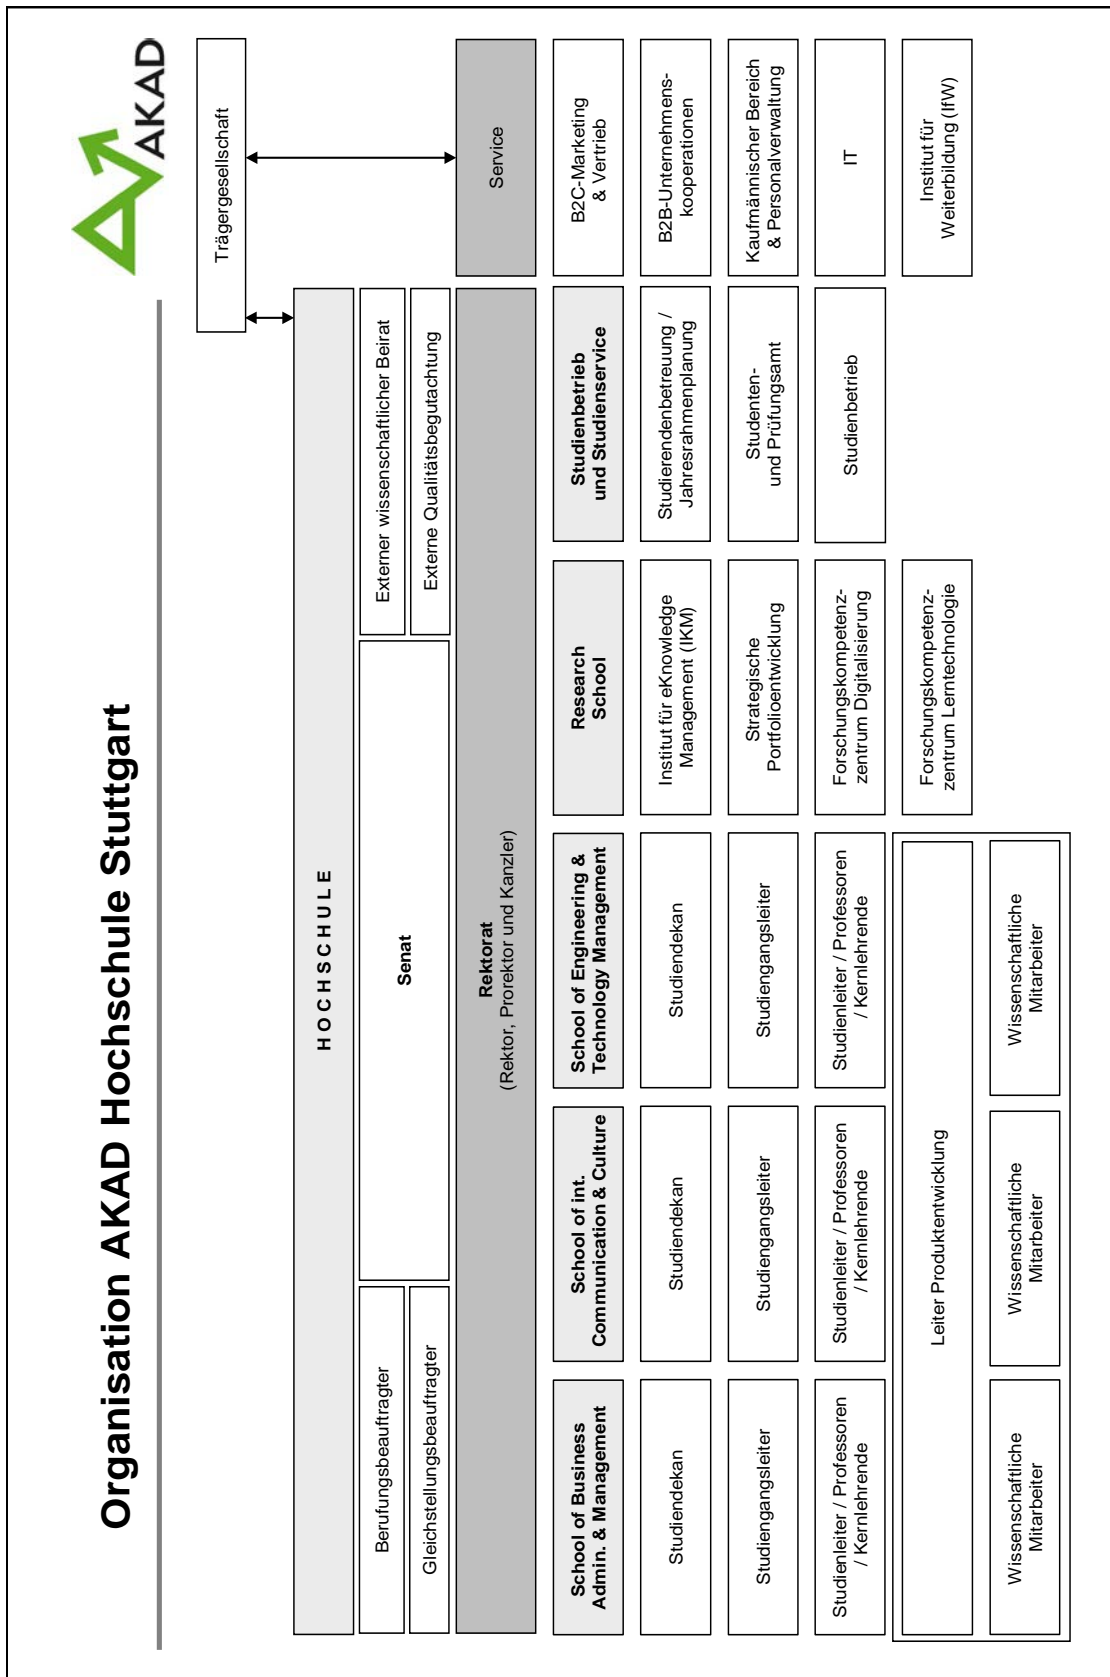 Organisation AKAD Hochschule Stuttgart
AKAD
Trägergesellschaft
HOCHSCHULE
Berufungsbeauftragter
Gleichstellungsbeauftragter
Senat
Externer wissenschaftlicher Beirat
Externe Qualitätsbegutachtung
Rektorat
(Rektor, Prorektor und Kanzler)
Service
School of Business
Admin. & Management
School of int.
Communication & Culture
School of Engineering &
Technology Management
Research
School
Studienbetrieb
und Studienservice
B2C-Marketing
& Vertrieb
Studiendekan
Studiendekan
Studiendekan
Institut für eKnowledge
Management (IKM)
Studierendenbetreuung /
Jahresrahmenplanung
B2B-Unternehmens-
kooperationen
Studiengangsleiter
Studiengangsleiter
Studiengangsleiter
Strategische
Portfolioentwicklung
Studenten-
und Prüfungsamt
Kaufmännischer Bereich
& Personalverwaltung
Studienleiter / Professoren
/ Kernlehrende
Studienleiter / Professoren
/ Kernlehrende
Studienleiter / Professoren
/ Kernlehrende
Forschungskompetenz-
zentrum Digitalisierung
Studienbetrieb
IT
Leiter Produktentwicklung
Forschungskompetenz-
zentrum Lerntechnologie
Institut für
Weiterbildung (IfW)
Wissenschaftliche
Mitarbeiter
Wissenschaftliche
Mitarbeiter
Wissenschaftliche
Mitarbeiter